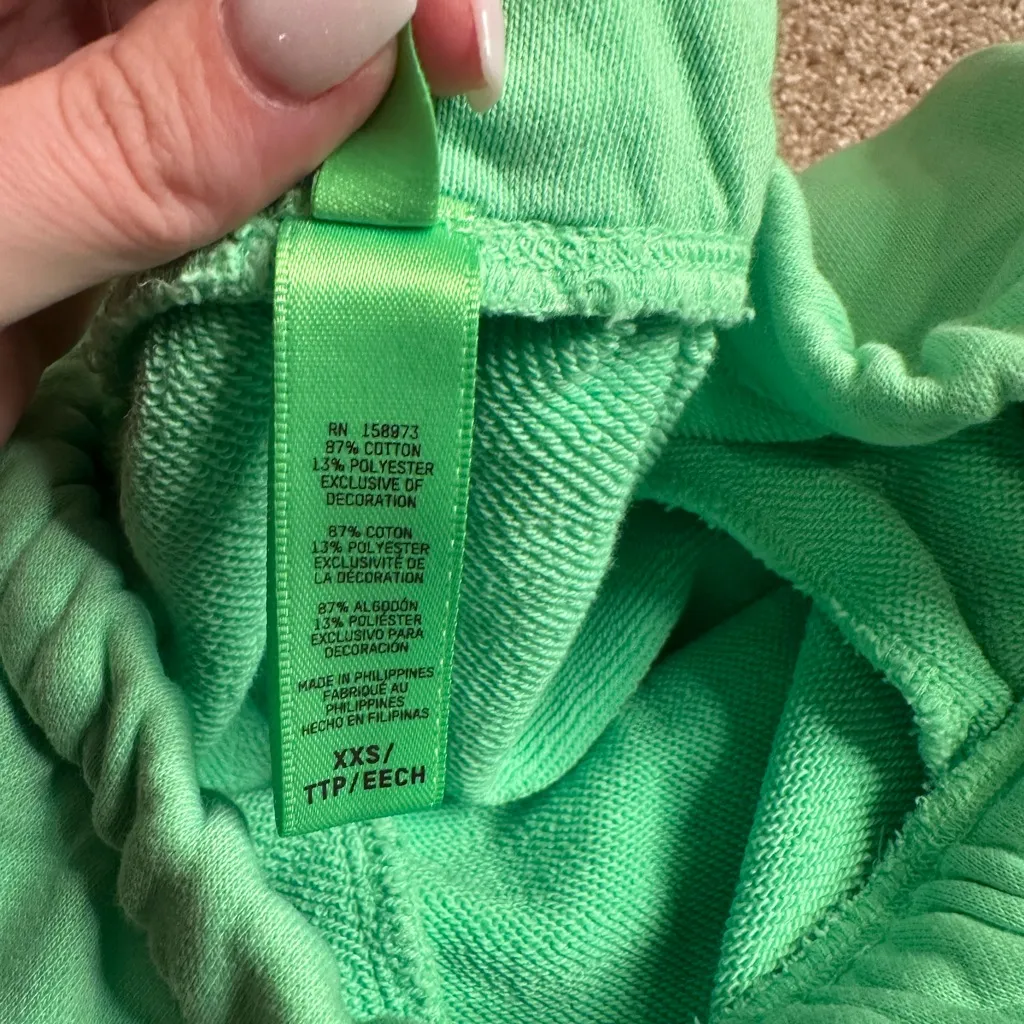 RN 158973
87% COTTON
13% POLYESTER
EXCLUSIVE OF
DECORATION
87% COTON
13% POLYESTER
EXCLUSIVITÉ DE
LA DÉCORATION
87% ALGODÓN
13% POLIÉSTER
EXCLUSIVO PARA
DECORACIÓN
MADE IN PHILIPPINES
FABRIQUÉ AU
PHILIPPINES
HECHO EN FILIPINAS
XXS/
TTP/EECH